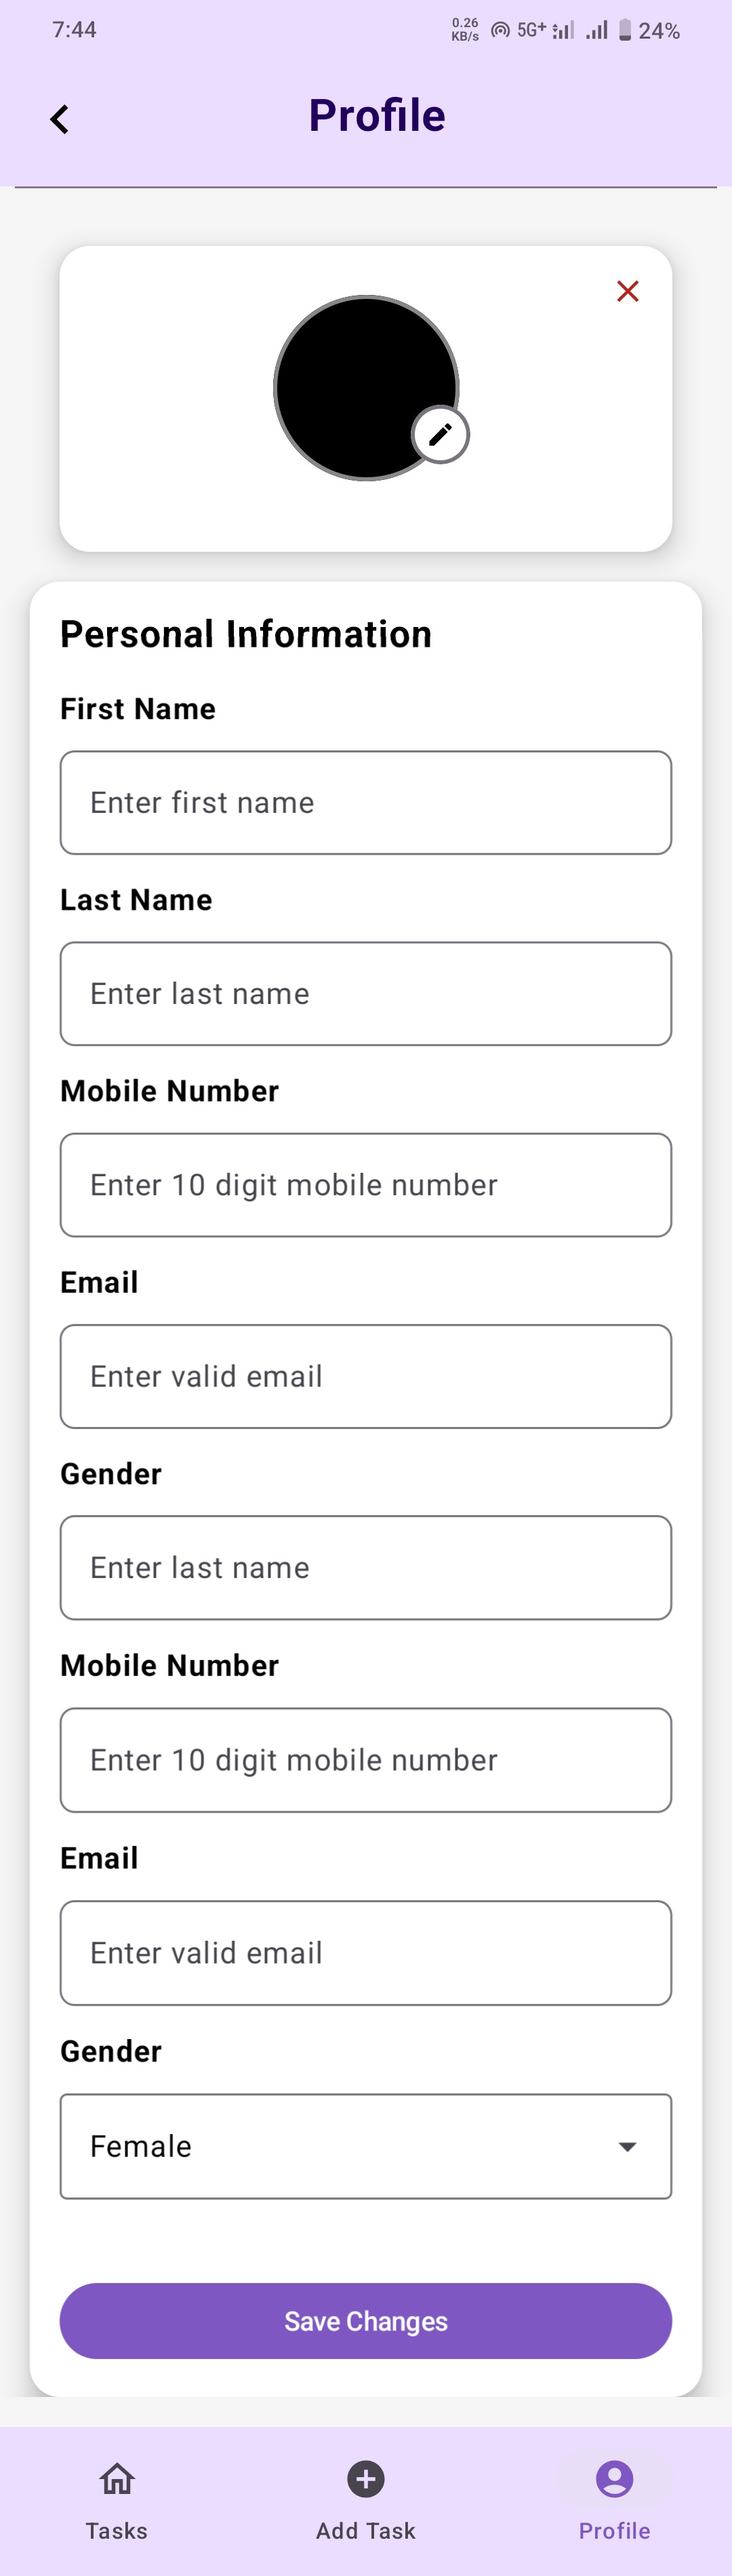 7:44
0.26
KB/s
5G+
24%
Profile
Personal Information
First Name
Enter first name
Last Name
Enter last name
Mobile Number
Enter 10 digit mobile number
Email
Enter valid email
Gender
Enter last name
Mobile Number
Enter 10 digit mobile number
Email
Enter valid email
Gender
Female
Save Changes
Tasks
Add Task
Profile